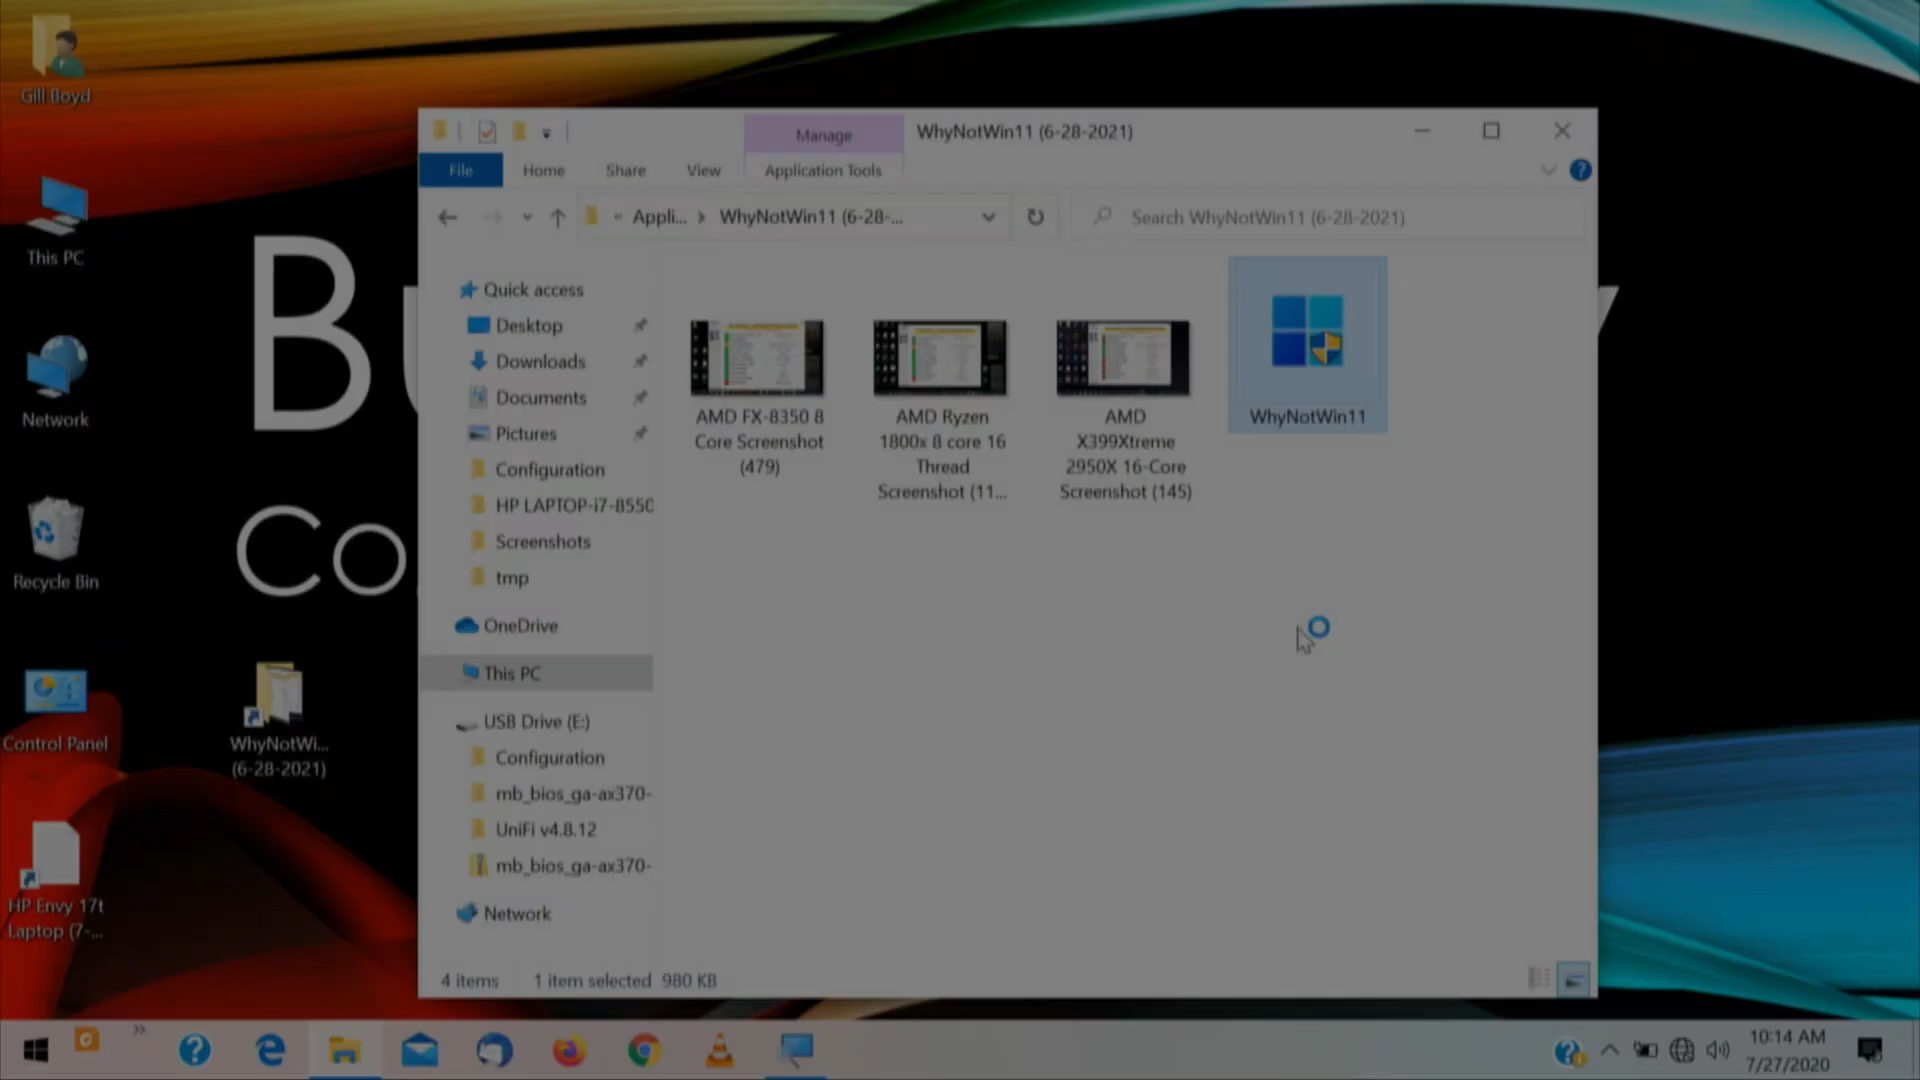 Gill Boyd
This PC
Network
Recycle Bin
Control Panel
HP Envy 17t
Laptop (7-...
WhyNotWi...
(6-28-2021)
B
Co
Manage
WhyNotWin11 (6-28-2021)
File
Home
Share
View
Application Tools
« Appli... › WhyNotWin11 (6-28-...
Search WhyNotWin11 (6-28-2021)
Quick access
Desktop
Downloads
Documents
Pictures
Configuration
HP LAPTOP-i7-8550
Screenshots
tmp
OneDrive
This PC
USB Drive (E:)
Configuration
mb_bios_ga-ax370-
UniFi v4.8.12
mb_bios_ga-ax370-
Network
AMD FX-8350 8
Core Screenshot
(479)
AMD Ryzen
1800x 8 core 16
Thread
Screenshot (11...
AMD
X399Xtreme
2950X 16-Core
Screenshot (145)
WhyNotWin11
4 items
1 item selected 980 KB
10:14 AM
7/27/2020